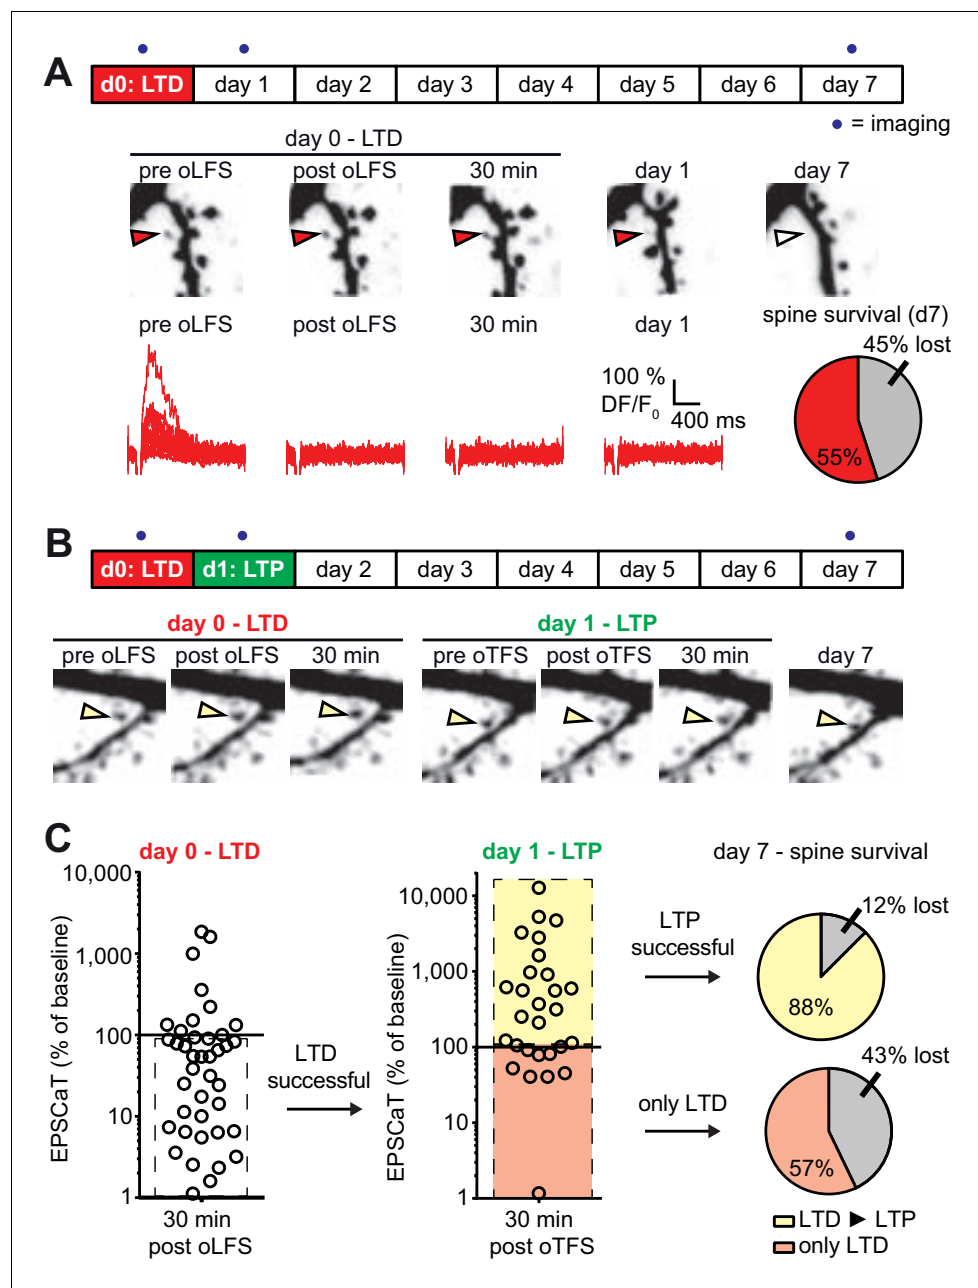 A
d0: LTD day 1 day 2 day 3 day 4 day 5 day 6 day 7
= imaging
day 0 - LTD
pre oLFS post oLFS 30 min day 1 day 7
pre oLFS post oLFS 30 min day 1
spine survival (d7)
45% lost
100 %
DF/F0
400 ms
55%
B
d0: LTD d1: LTP day 2 day 3 day 4 day 5 day 6 day 7
day 0 - LTD day 1 - LTP
pre oLFS post oLFS 30 min pre oTFS post oTFS 30 min day 7
C
day 0 - LTD
EPSCaT (% of baseline)
10,000
1,000
100
10
1
30 min
post oLFS
LTD
successful
day 1 - LTP
EPSCaT (% of baseline)
10,000
1,000
100
10
1
30 min
post oTFS
LTP
successful
only LTD
day 7 - spine survival
12% lost
88%
43% lost
57%
LTD ► LTP
only LTD